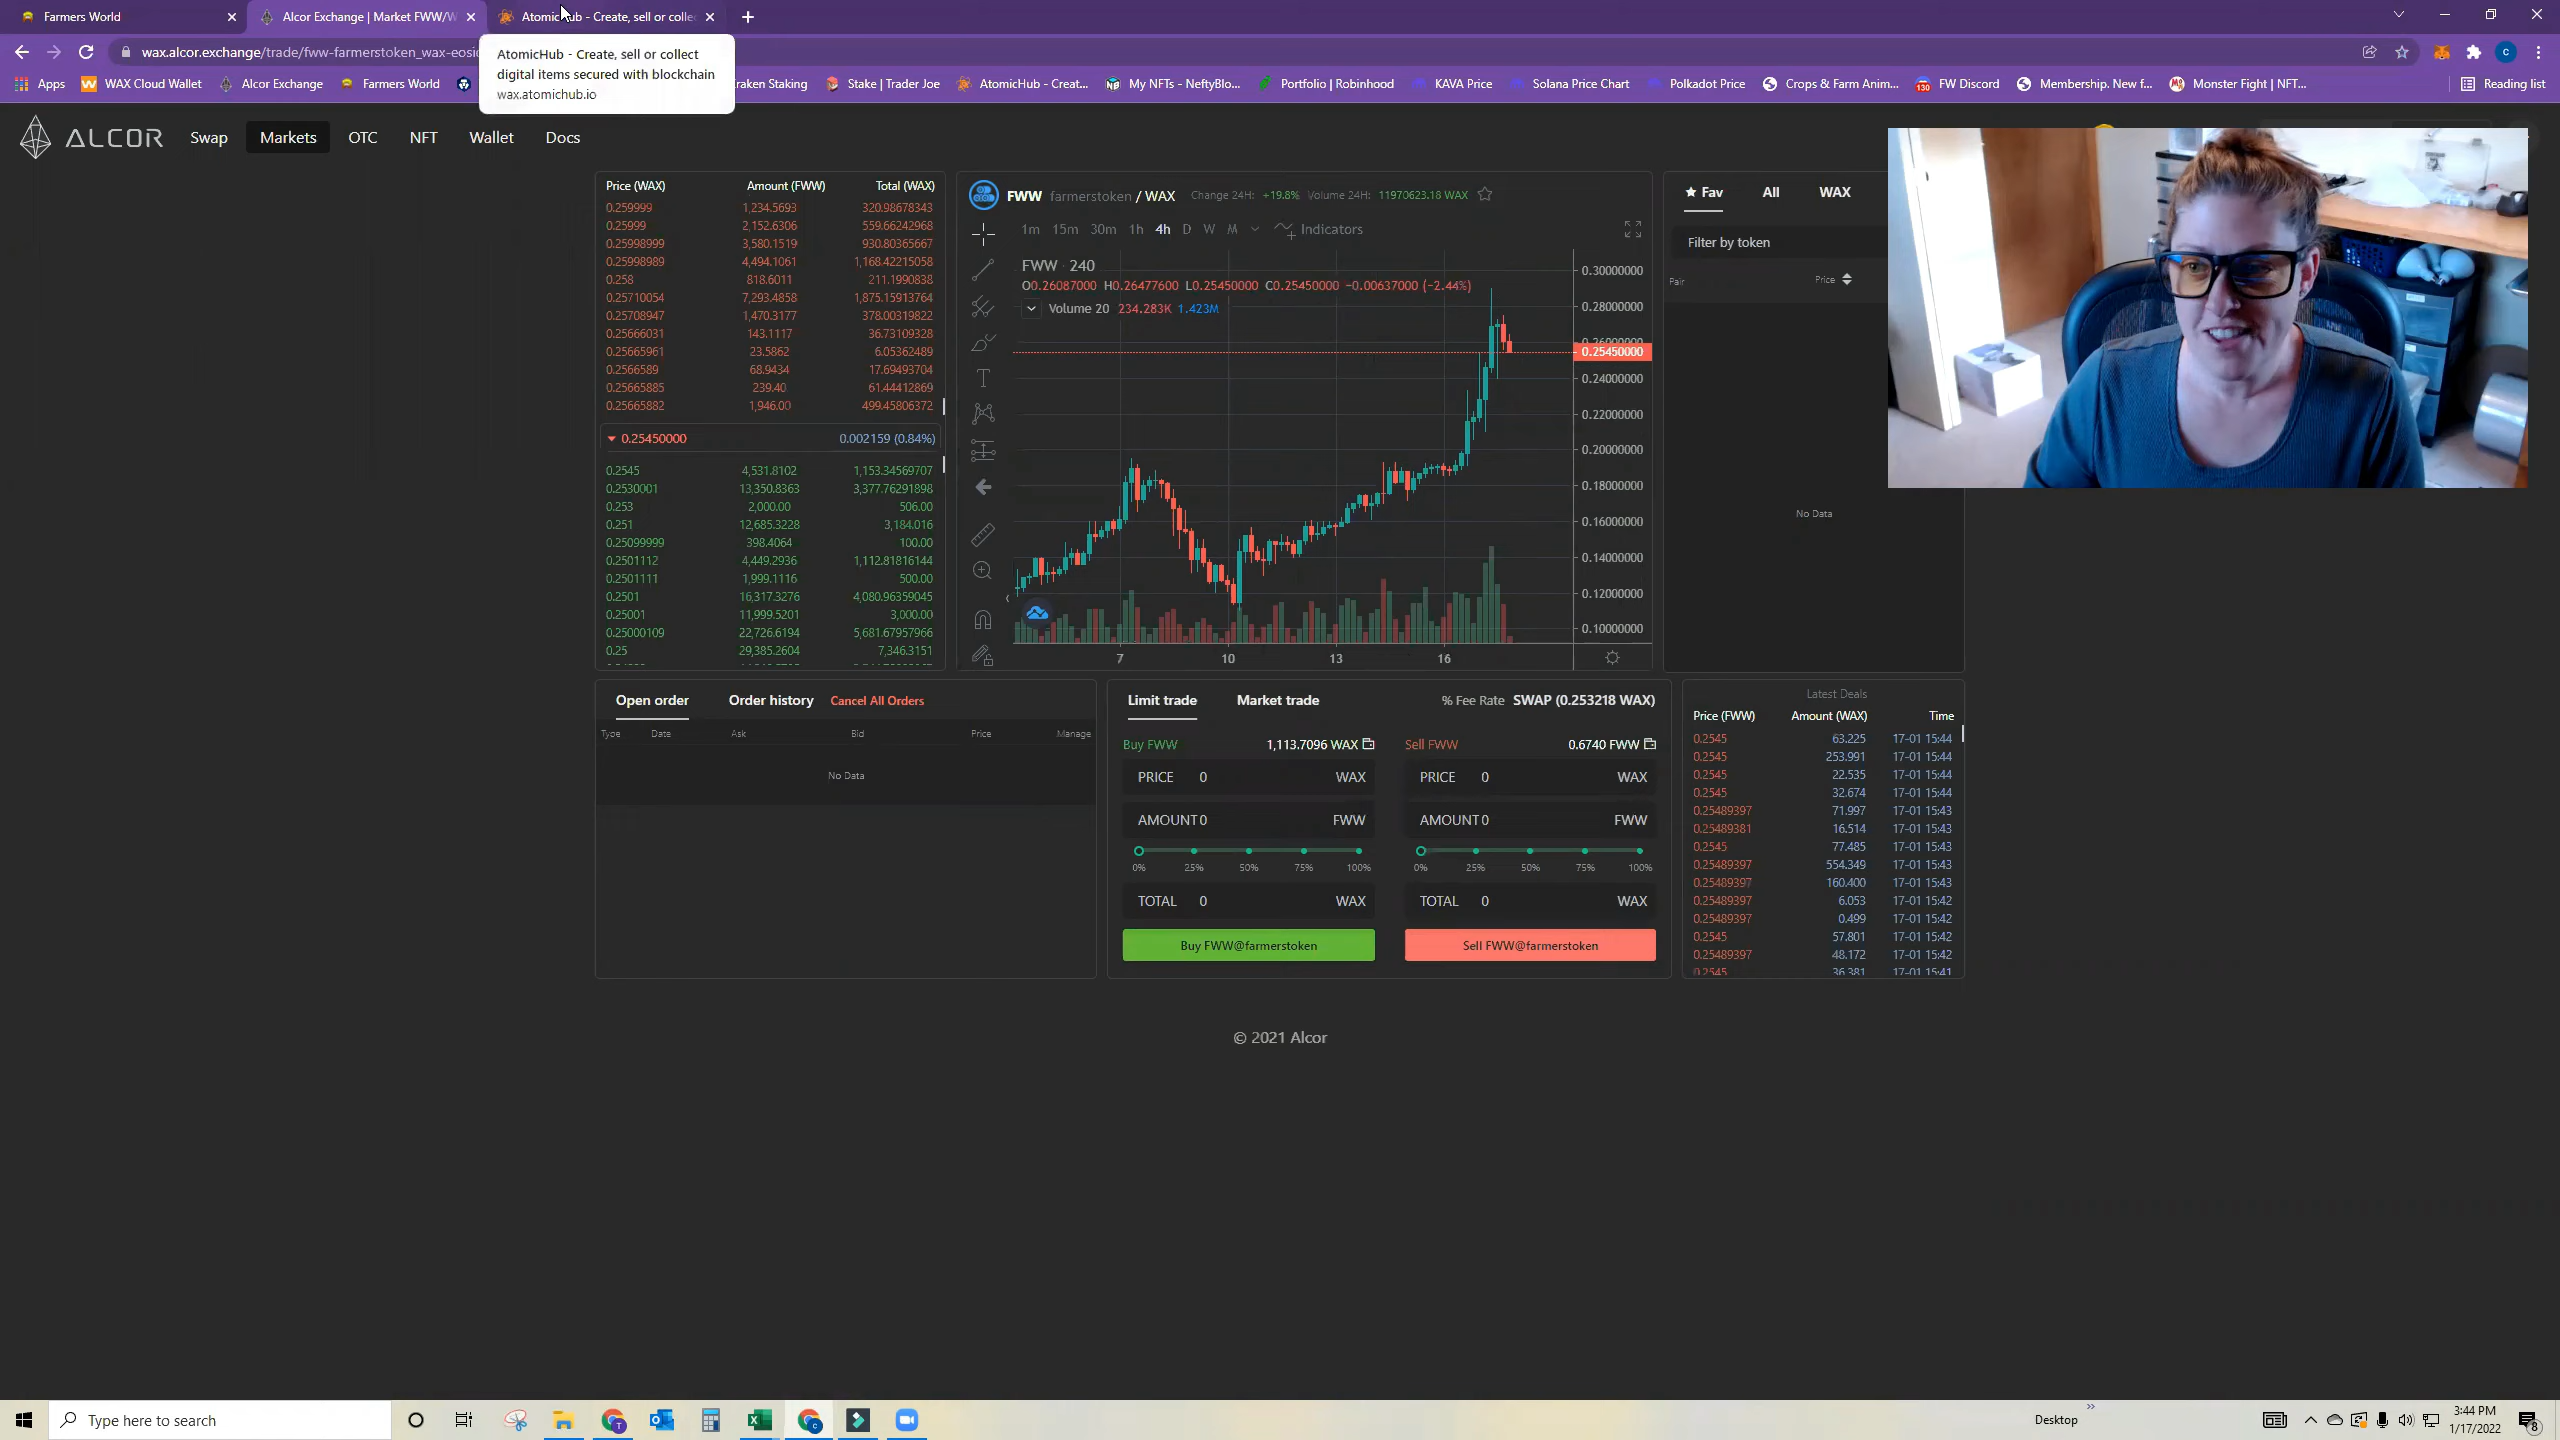 Farmers World
Alcor Exchange | Market FWW/W
AtomicHub - Create, sell or colle
wax.alcor.exchange/trade/fww-farmerstoken_wax-eosi
AtomicHub - Create, sell or collect
digital items secured with blockchain
wax.atomichub.io
Apps
WAX Cloud Wallet
Alcor Exchange
Farmers World
raken Staking
Stake | Trader Joe
AtomicHub - Creat...
My NFTs - NeftyBlo...
Portfolio | Robinhood
KAVA Price
Solana Price Chart
Polkadot Price
Crops & Farm Anim...
FW Discord
Membership. New f...
Monster Fight | NFT...
Reading list
ALCOR
Swap
Markets
OTC
NFT
Wallet
Docs
Price (WAX) Amount (FWW) Total (WAX)
0.259999 1,234.5693 320.98678343
0.25999 2,152.6306 559.66242968
0.25998999 3,580.1519 930.80365667
0.25998989 4,494.1061 1,168.42215058
0.258 818.6011 211.1990838
0.25710054 7,293.4858 1,875.15913764
0.25708947 1,470.3177 378.00319822
0.25666031 143.1117 36.73109328
0.25665961 23.5862 6.05362489
0.2566589 68.9434 17.69493704
0.25665885 239.40 61.44412869
0.25665882 1,946.00 499.45806372
0.25450000 0.002159 (0.84%)
0.2545 4,531.8102 1,153.34569707
0.2530001 13,350.8363 3,377.76291898
0.253 2,000.00 506.00
0.251 12,685.3228 3,184.016
0.25099999 398.4064 100.00
0.2501112 4,449.2936 1,112.81816144
0.2501111 1,999.1116 500.00
0.2501 16,317.3276 4,080.96359045
0.25001 11,999.5201 3,000.00
0.25000109 22,726.6194 5,681.67957966
0.25 29,385.2604 7,346.3151
FWW farmerstoken / WAX Change 24H: +19.8% Volume 24H: 11970623.18 WAX
1m 15m 30m 1h 4h D W M Indicators
FWW · 240
O0.26087000 H0.26477600 L0.25450000 C0.25450000 −0.00637000 (−2.44%)
Volume 20 234.283K 1.423M
0.30000000
0.28000000
0.25450000
0.24000000
0.22000000
0.20000000
0.18000000
0.16000000
0.14000000
0.12000000
0.10000000
7 10 13 16
Fav All WAX
Filter by token
Pair Price
No Data
Open order Order history Cancel All Orders
Type Date Ask Bid Price Manage
No Data
Limit trade Market trade % Fee Rate SWAP (0.253218 WAX)
Buy FWW 1,113.7096 WAX
Sell FWW 0.6740 FWW
PRICE 0 WAX
PRICE 0 WAX
AMOUNT 0 FWW
AMOUNT 0 FWW
0% 25% 50% 75% 100%
0% 25% 50% 75% 100%
TOTAL 0 WAX
TOTAL 0 WAX
Buy FWW@farmerstoken
Sell FWW@farmerstoken
Latest Deals
Price (FWW) Amount (WAX) Time
0.2545 63.225 17-01 15:44
0.2545 253.991 17-01 15:44
0.2545 22.535 17-01 15:44
0.2545 32.674 17-01 15:44
0.25489397 71.997 17-01 15:43
0.25489381 16.514 17-01 15:43
0.2545 77.485 17-01 15:43
0.25489397 554.349 17-01 15:43
0.25489397 160.400 17-01 15:43
0.25489397 6.053 17-01 15:42
0.25489397 0.499 17-01 15:42
0.2545 57.801 17-01 15:42
0.25489397 48.172 17-01 15:42
0.2545 36.381 17-01 15:41
© 2021 Alcor
Type here to search
Desktop
3:44 PM
1/17/2022
8